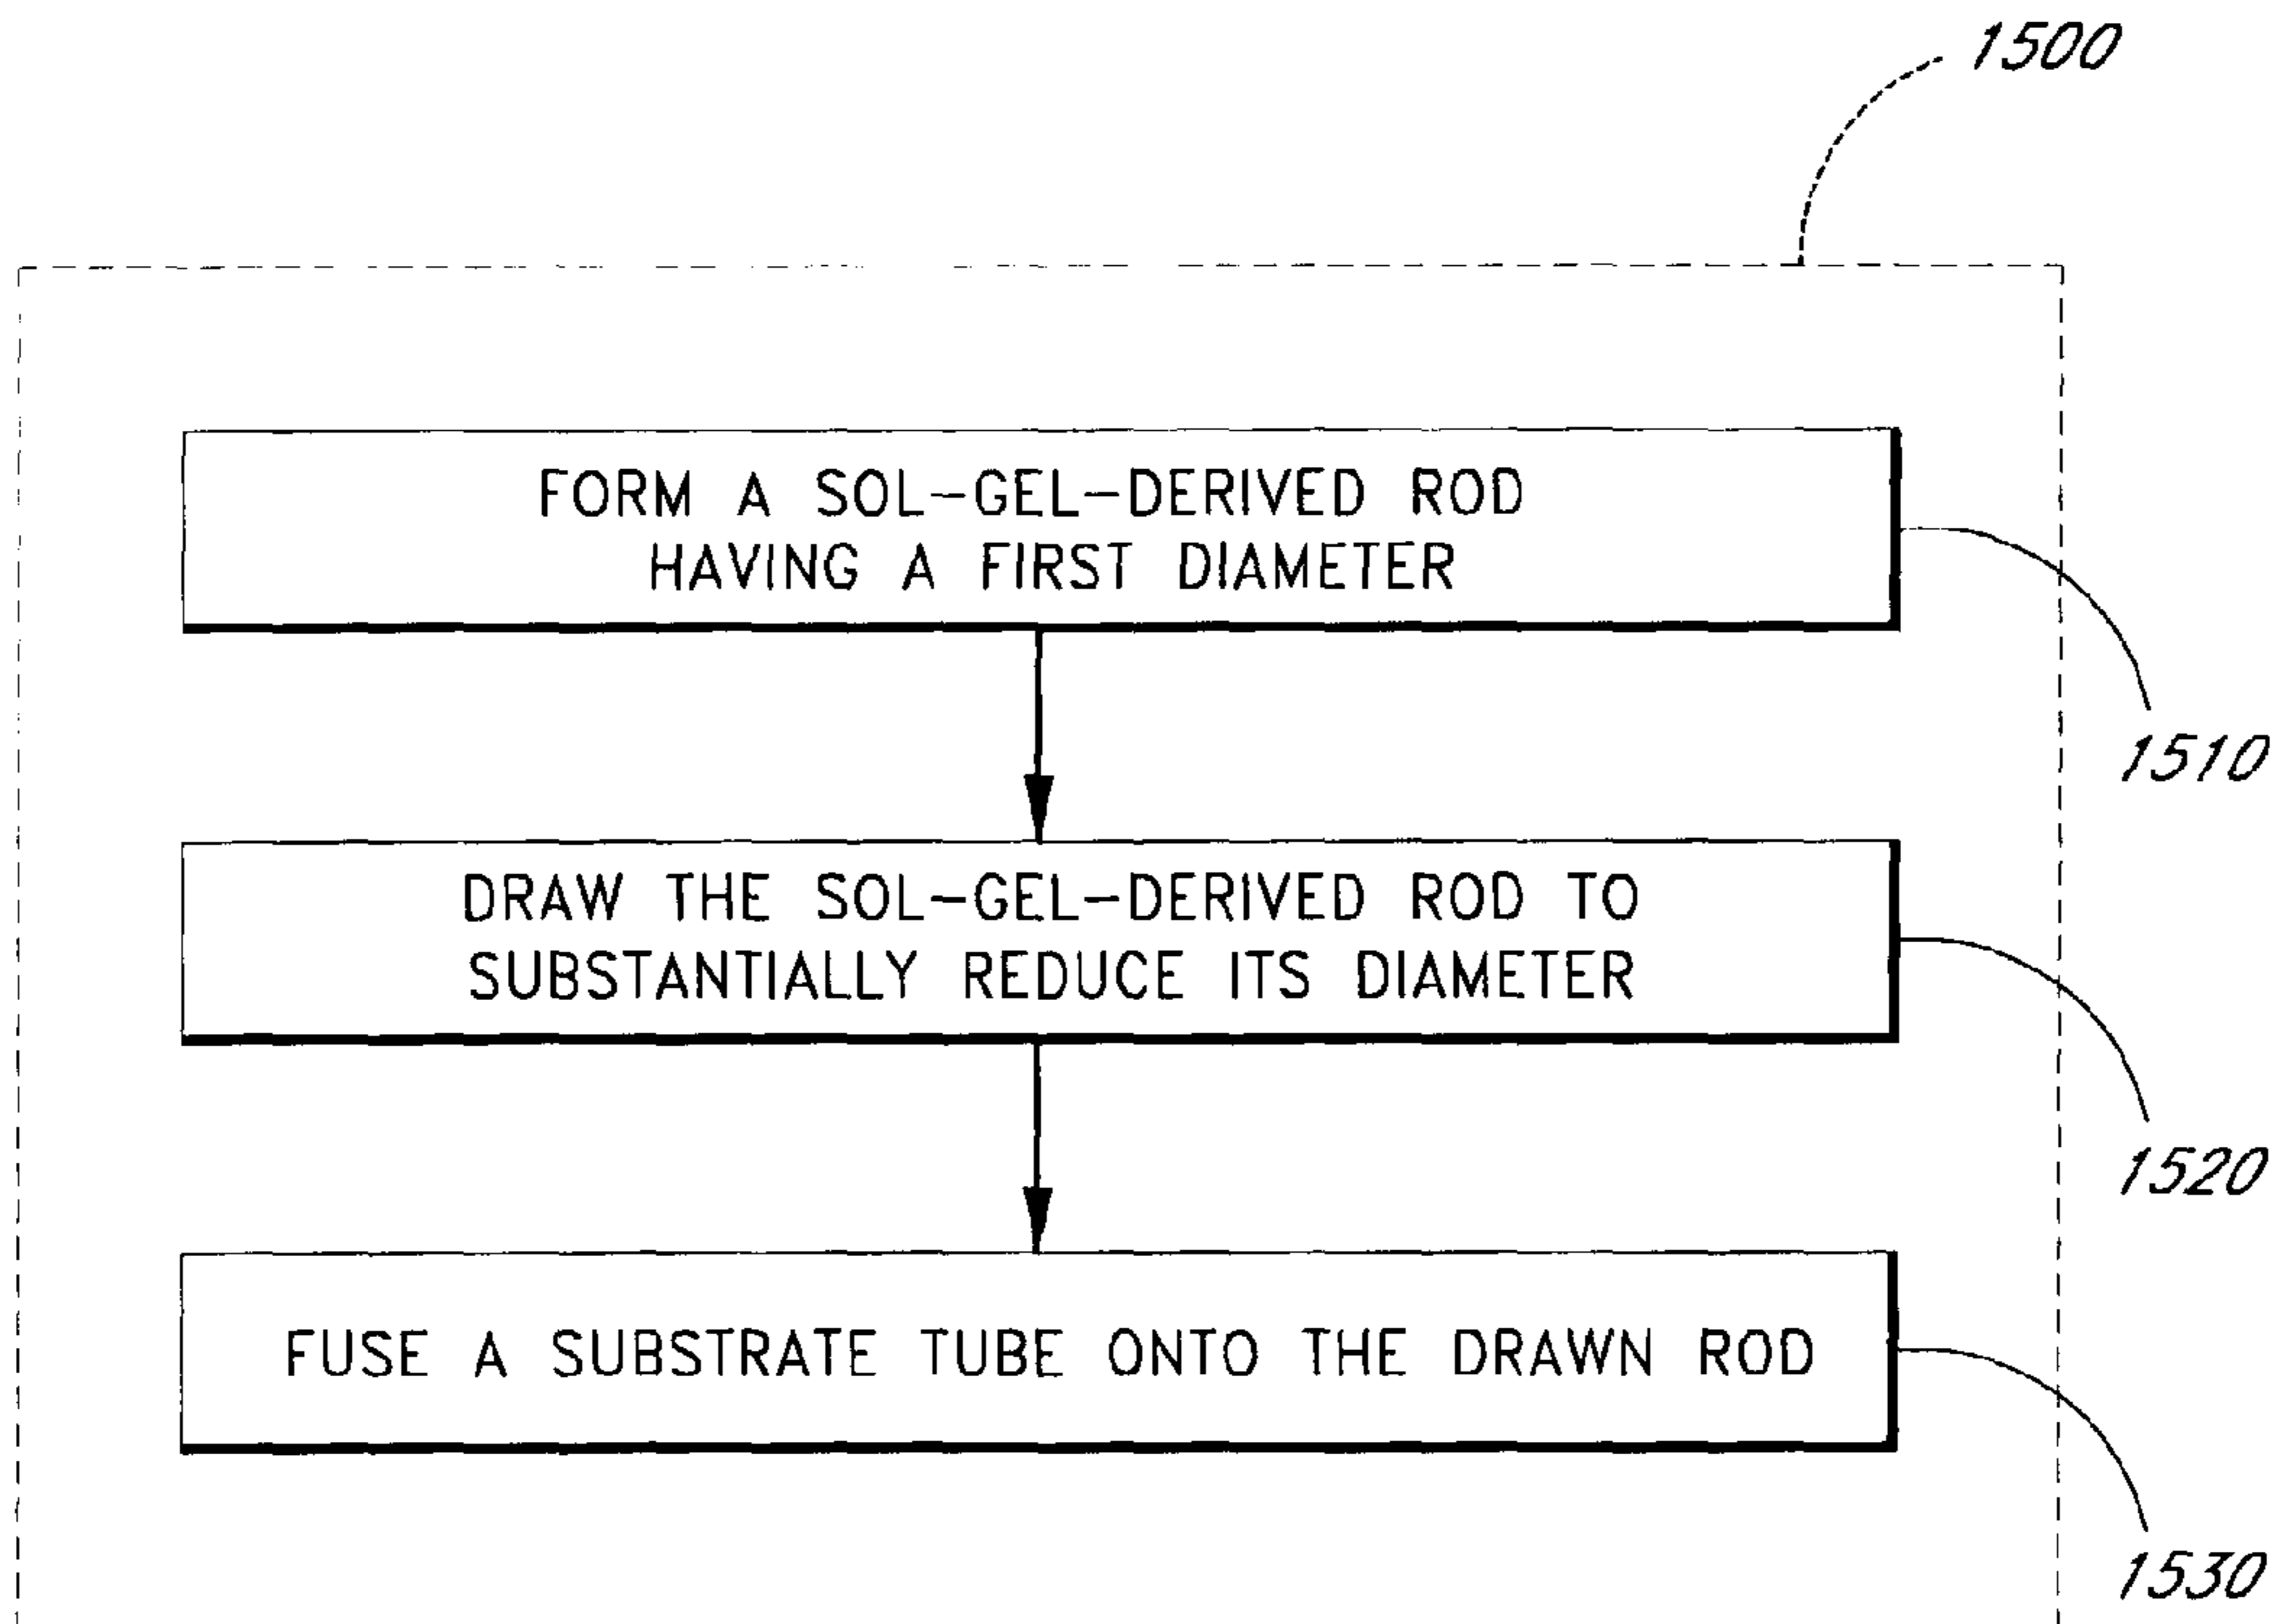 1500
FORM A SOL-GEL-DERIVED ROD
HAVING A FIRST DIAMETER
1510
DRAW THE SOL-GEL-DERIVED ROD TO
SUBSTANTIALLY REDUCE ITS DIAMETER
1520
FUSE A SUBSTRATE TUBE ONTO THE DRAWN ROD
1530